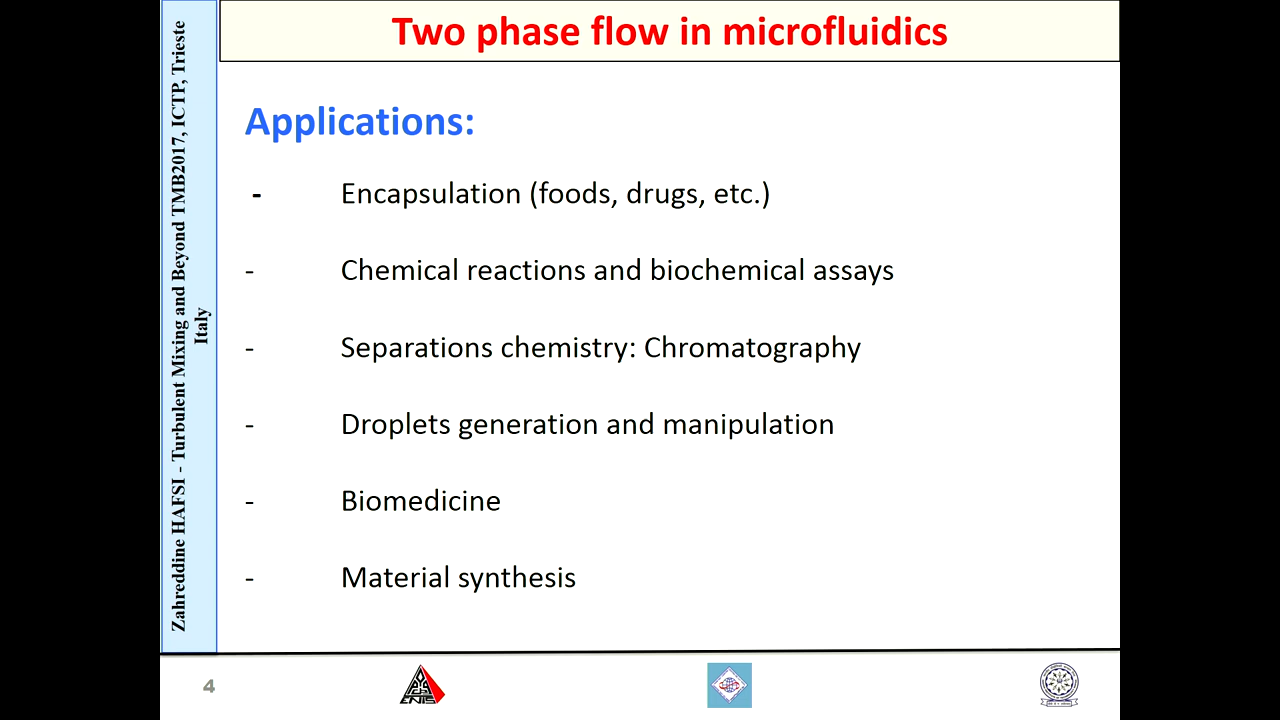 Two phase flow in microfluidics
Zahreddine HAFSI - Turbulent Mixing and Beyond TMB2017, ICTP, Trieste
Italy
Applications:
- Encapsulation (foods, drugs, etc.)
- Chemical reactions and biochemical assays
- Separations chemistry: Chromatography
- Droplets generation and manipulation
- Biomedicine
- Material synthesis
4
ENIS